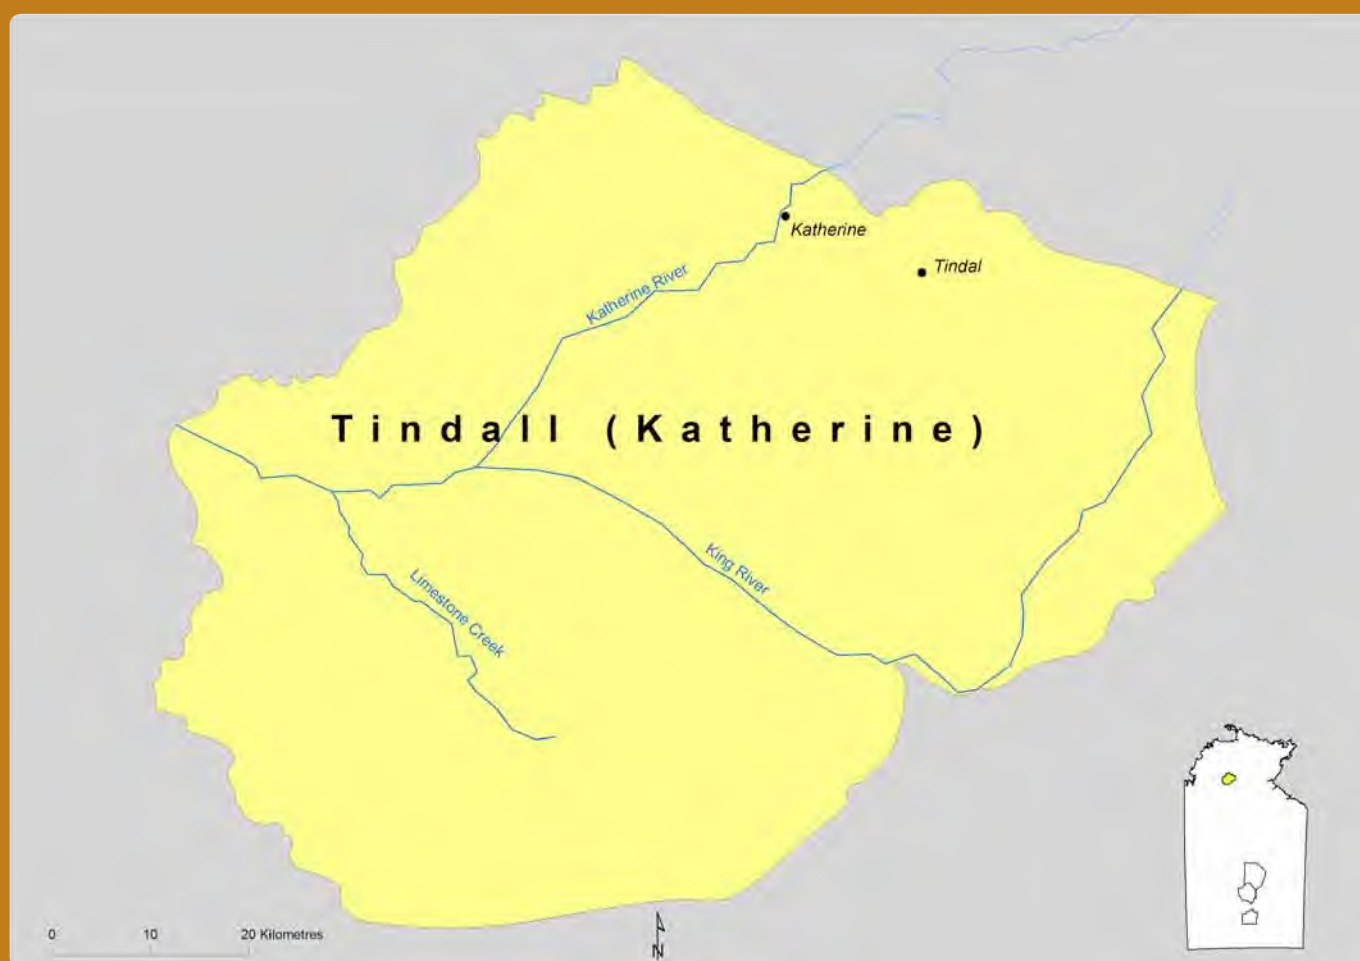 Katherine
Tindal
Katherine River
Tindall (Katherine)
King River
Limestone Creek
0 10 20 Kilometres
N